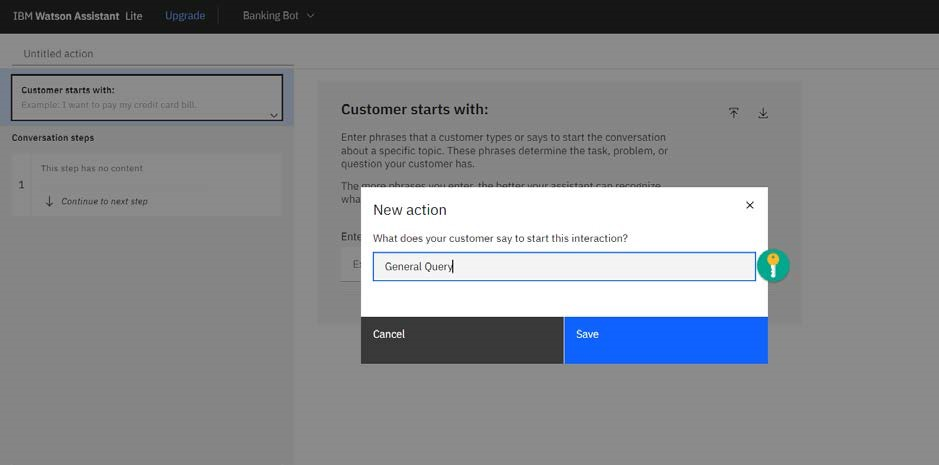 IBM Watson Assistant Lite Upgrade Banking Bot
Untitled action
Customer starts with:
Example: I want to pay my credit card bill.
Conversation steps
This step has no content
1
Continue to next step
Customer starts with:
Enter phrases that a customer types or says to start the conversation
about a specific topic. These phrases determine the task, problem, or
question your customer has.
The more phrases you enter, the better your assistant can recognize
New action
What does your customer say to start this interaction?
General Query
Cancel Save